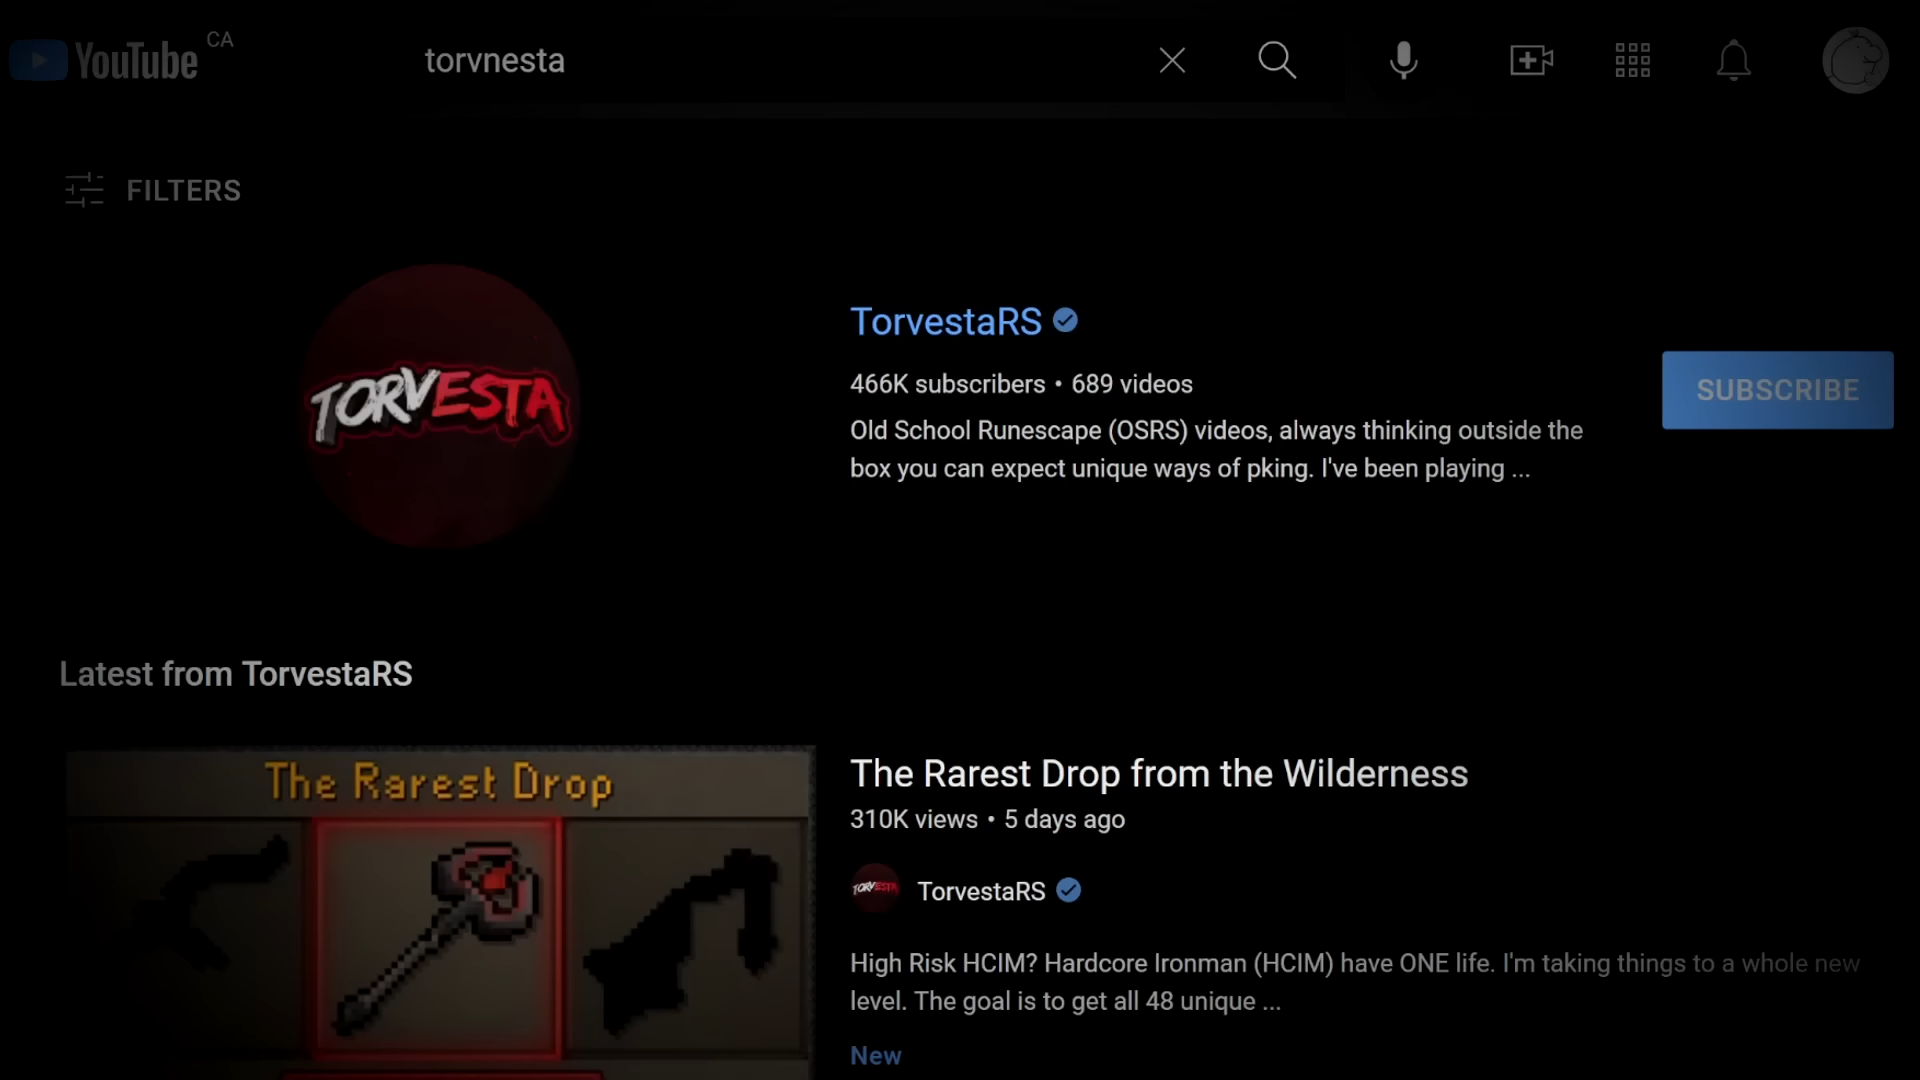 YouTube CA
torvnesta
FILTERS
TORVESTA
TorvestaRS
466K subscribers • 689 videos
SUBSCRIBE
Old School Runescape (OSRS) videos, always thinking outside the
box you can expect unique ways of pking. I've been playing ...
Latest from TorvestaRS
The Rarest Drop
The Rarest Drop from the Wilderness
310K views • 5 days ago
TORVESTA
TorvestaRS
High Risk HCIM? Hardcore Ironman (HCIM) have ONE life. I'm taking things to a whole new
level. The goal is to get all 48 unique ...
New